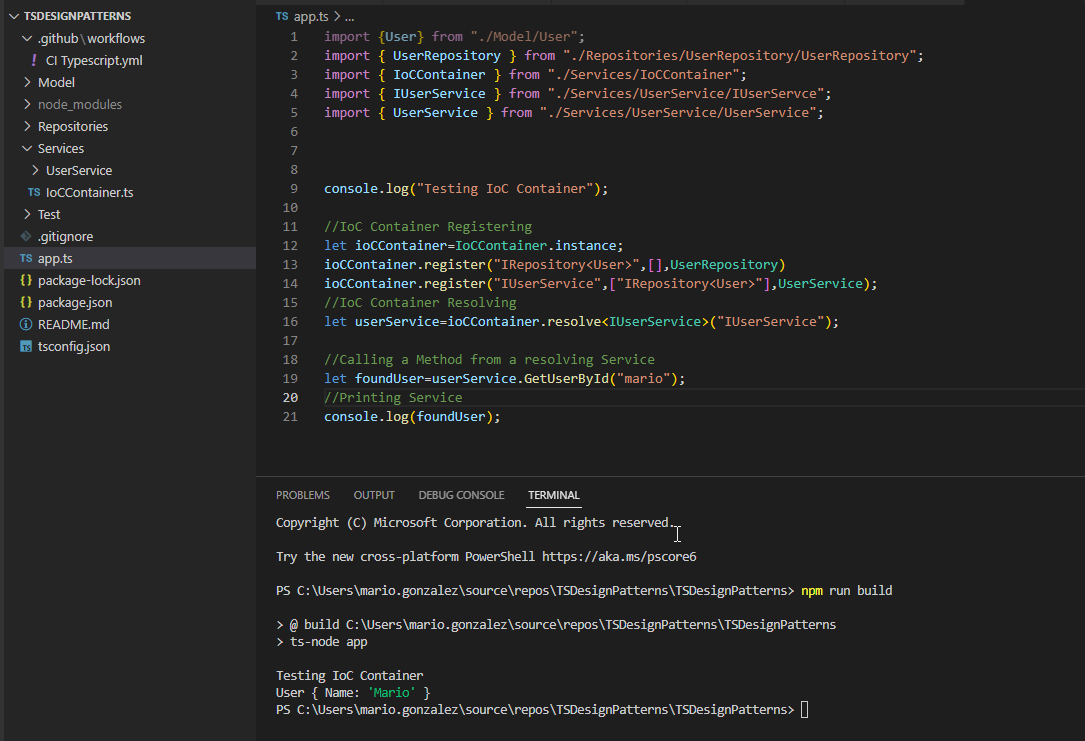 TSDESIGNPATTERNS
.github\workflows
! CI Typescript.yml
Model
node_modules
Repositories
Services
UserService
TS IoCContainer.ts
Test
.gitignore
TS app.ts
{} package-lock.json
{} package.json
README.md
TS tsconfig.json
TS app.ts > ...
1 import {User} from "./Model/User";
2 import { UserRepository } from "./Repositories/UserRepository/UserRepository";
3 import { IoCContainer } from "./Services/IoCContainer";
4 import { IUserService } from "./Services/UserService/IUserServce";
5 import { UserService } from "./Services/UserService/UserService";
6
7
8
9 console.log("Testing IoC Container");
10
11 //IoC Container Registering
12 let ioCContainer=IoCContainer.instance;
13 ioCContainer.register("IRepository<User>",[],UserRepository)
14 ioCContainer.register("IUserService",["IRepository<User>"],UserService);
15 //IoC Container Resolving
16 let userService=ioCContainer.resolve<IUserService>("IUserService");
17
18 //Calling a Method from a resolving Service
19 let foundUser=userService.GetUserById("mario");
20 //Printing Service
21 console.log(foundUser);
PROBLEMS OUTPUT DEBUG CONSOLE TERMINAL
Copyright (C) Microsoft Corporation. All rights reserved.
Try the new cross-platform PowerShell https://aka.ms/pscore6
PS C:\Users\mario.gonzalez\source\repos\TSDesignPatterns\TSDesignPatterns> npm run build
> @ build C:\Users\mario.gonzalez\source\repos\TSDesignPatterns\TSDesignPatterns
> ts-node app
Testing IoC Container
User { Name: 'Mario' }
PS C:\Users\mario.gonzalez\source\repos\TSDesignPatterns\TSDesignPatterns>